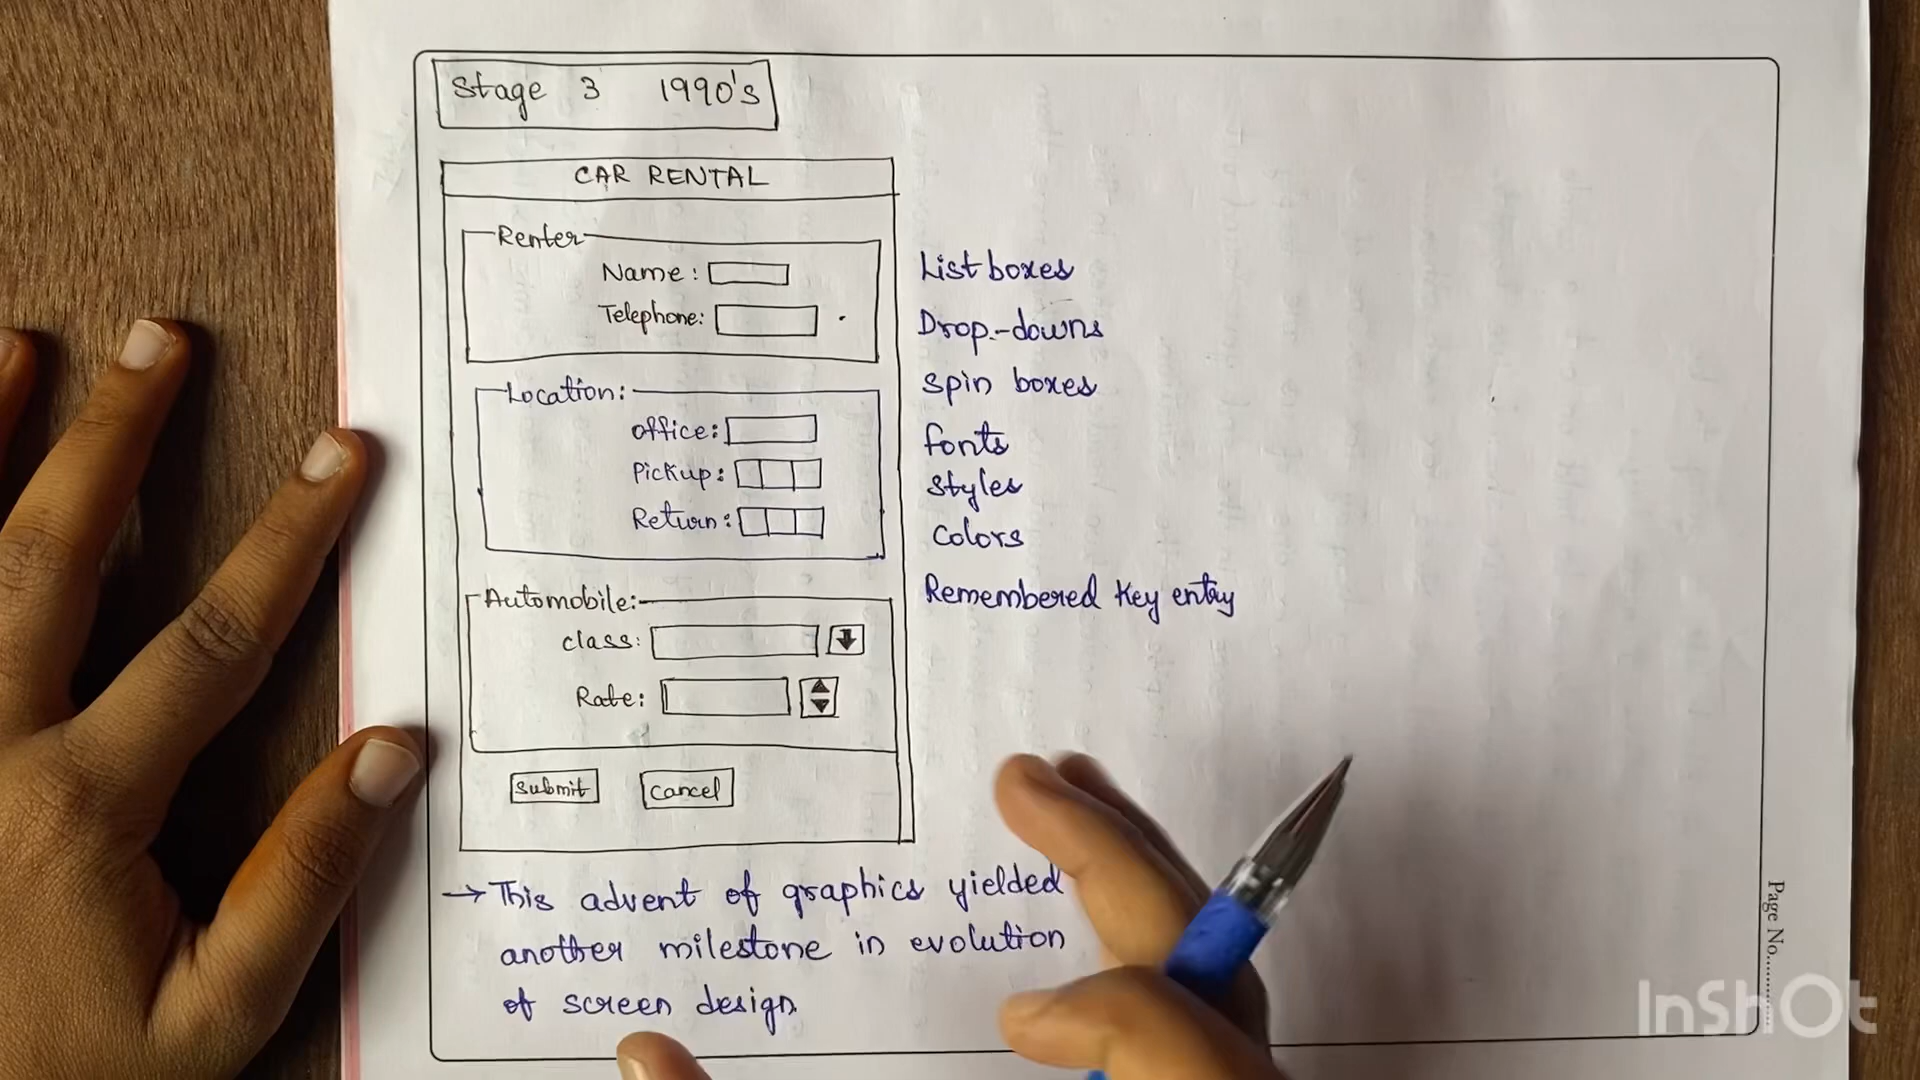 Stage 3 1990's
CAR RENTAL
Renter
Name:
Telephone:
Location:
office:
Pickup:
Return:
Automobile:
class:
Rate:
Submit Cancel
List boxes
Drop-downs
Spin boxes
fonts
Styles
Colors
Remembered Key entry
→ This advent of graphics yielded
another milestone in evolution
of screen design.
Page No..........
InShOt